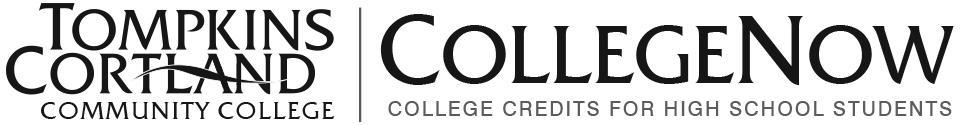 TOMPKINS
CORTLAND
COMMUNITY COLLEGE
COLLEGENOW
COLLEGE CREDITS FOR HIGH SCHOOL STUDENTS